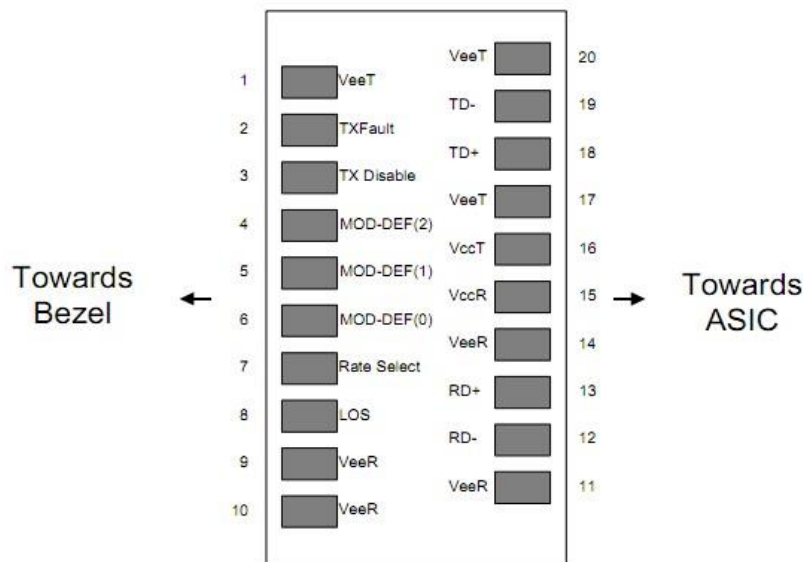 VeeT 20
1 VeeT
TD- 19
2 TXFault
TD+ 18
3 TX Disable
VeeT 17
4 MOD-DEF(2)
VccT 16
5 MOD-DEF(1)
Towards
Bezel
VccR 15
Towards
ASIC
6 MOD-DEF(0)
VeeR 14
7 Rate Select
RD+ 13
8 LOS
RD- 12
9 VeeR
VeeR 11
10 VeeR